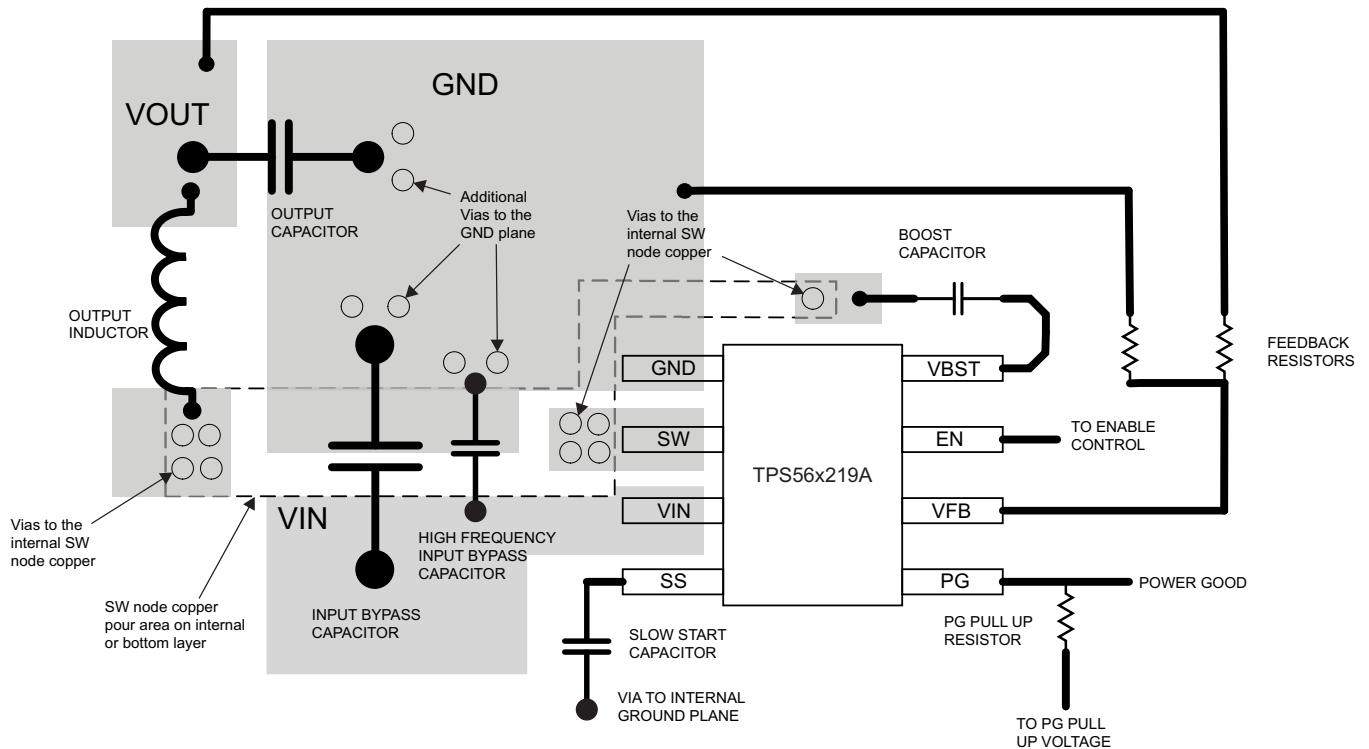 GND
VOUT
OUTPUT
CAPACITOR
Additional
Vias to the
GND plane
Vias to the
internal SW
node copper
BOOST
CAPACITOR
OUTPUT
INDUCTOR
FEEDBACK
RESISTORS
GND
VBST
SW
EN
TO ENABLE
CONTROL
TPS56x219A
VIN
VIN
VFB
Vias to the
internal SW
node copper
HIGH FREQUENCY
INPUT BYPASS
CAPACITOR
SS
PG
POWER GOOD
SW node copper
pour area on internal
or bottom layer
INPUT BYPASS
CAPACITOR
SLOW START
CAPACITOR
PG PULL UP
RESISTOR
VIA TO INTERNAL
GROUND PLANE
TO PG PULL
UP VOLTAGE